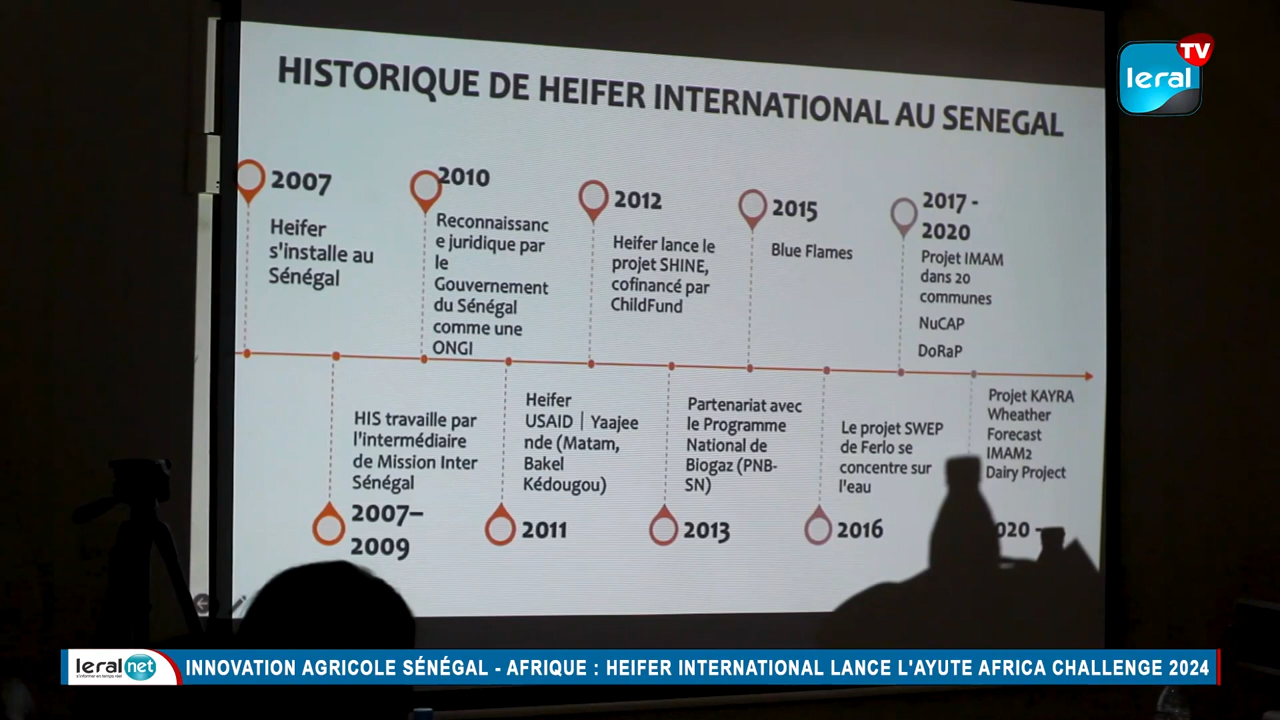 leral
TV
HISTORIQUE DE HEIFER INTERNATIONAL AU SENEGAL
2007
Heifer
s'installe au
Sénégal
2010
Reconnaissanc
e juridique par
le
Gouvernement
du Sénégal
comme une
ONGI
2012
Heifer lance le
projet SHINE,
cofinancé par
ChildFund
2015
Blue Flames
2017 -
2020
Projet IMAM
dans 20
communes
NuCAP
DoRaP
HIS travaille par
l'intermédiaire
de Mission Inter
Sénégal
2007–
2009
Heifer
USAID | Yaajee
nde (Matam,
Bakel
Kédougou)
2011
Partenariat avec
le Programme
National de
Biogaz (PNB-
SN)
2013
Le projet SWEP
de Ferlo se
concentre sur
l'eau
2016
Projet KAYRA
Wheather
Forecast
IMAM2
Dairy Project
020 -
leral net
s'informer en temps réel
INNOVATION AGRICOLE SÉNÉGAL - AFRIQUE : HEIFER INTERNATIONAL LANCE L'AYUTE AFRICA CHALLENGE 2024